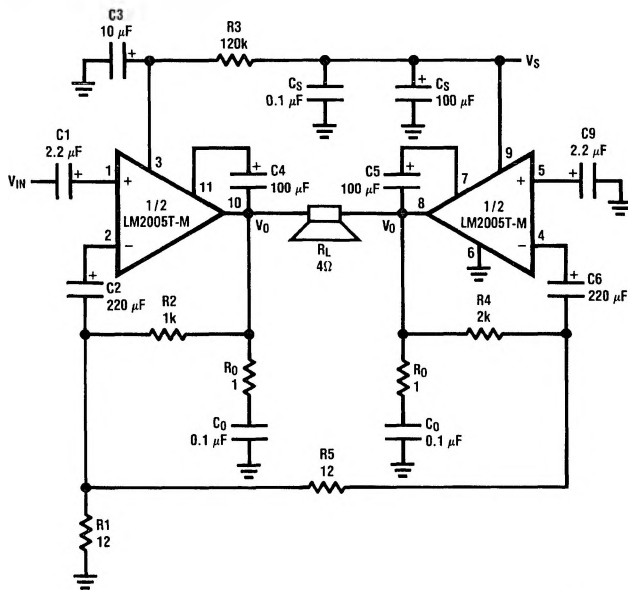 C3
10 µF
R3
120k
VS
CS
0.1 µF
CS
100 µF
C1
2.2 µF
VIN
1
+
3
11
1/2
LM2005T-M
10
2
−
C4
100 µF
VO
RL
4Ω
C5
100 µF
VO
8
7
9
5
+
1/2
LM2005T-M
4
−
6
C9
2.2 µF
C2
220 µF
R2
1k
C6
220 µF
R4
2k
RO
1
CO
0.1 µF
RO
1
CO
0.1 µF
R5
12
R1
12